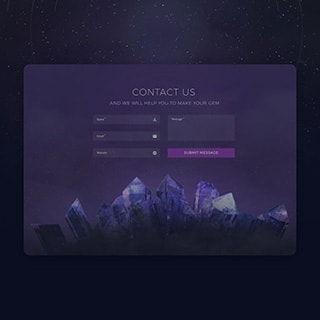 CONTACT US
AND WE WILL HELP YOU TO MAKE YOUR GEM
Name*
Message*
Email*
Website
SUBMIT MESSAGE